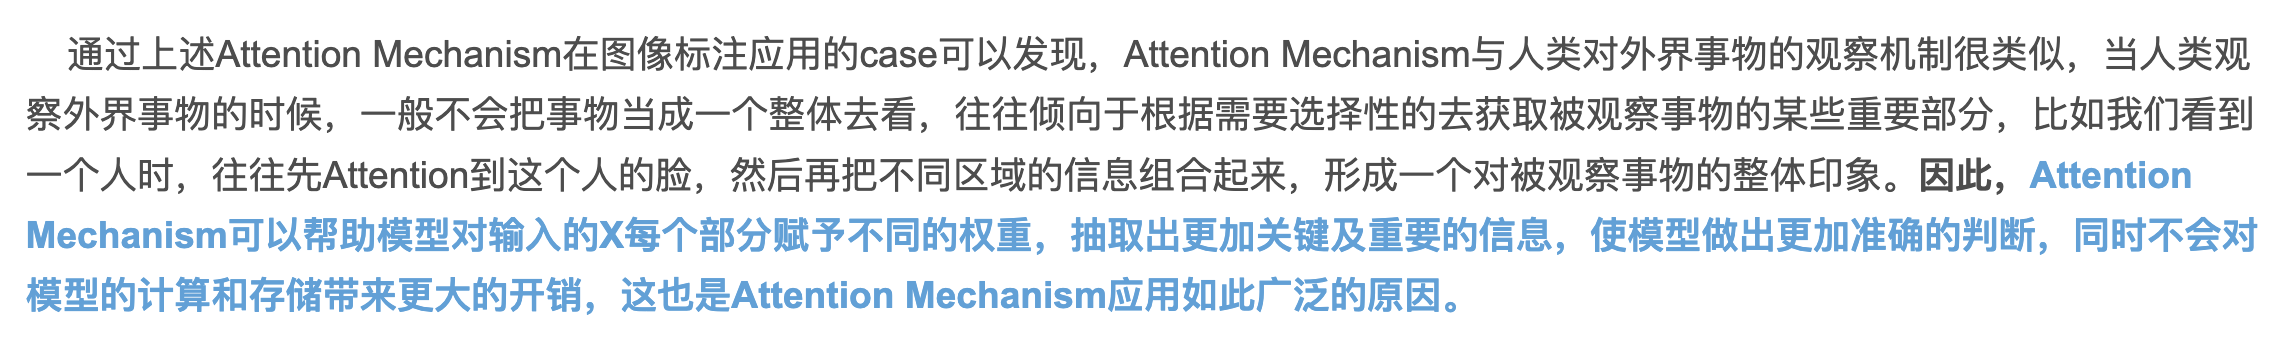 通过上述Attention Mechanism在图像标注应用的case可以发现，Attention Mechanism与人类对外界事物的观察机制很类似，当人类观
察外界事物的时候，一般不会把事物当成一个整体去看，往往倾向于根据需要选择性的去获取被观察事物的某些重要部分，比如我们看到
一个人时，往往先Attention到这个人的脸，然后再把不同区域的信息组合起来，形成一个对被观察事物的整体印象。因此，Attention
Mechanism可以帮助模型对输入的X每个部分赋予不同的权重，抽取出更加关键及重要的信息，使模型做出更加准确的判断，同时不会对
模型的计算和存储带来更大的开销，这也是Attention Mechanism应用如此广泛的原因。